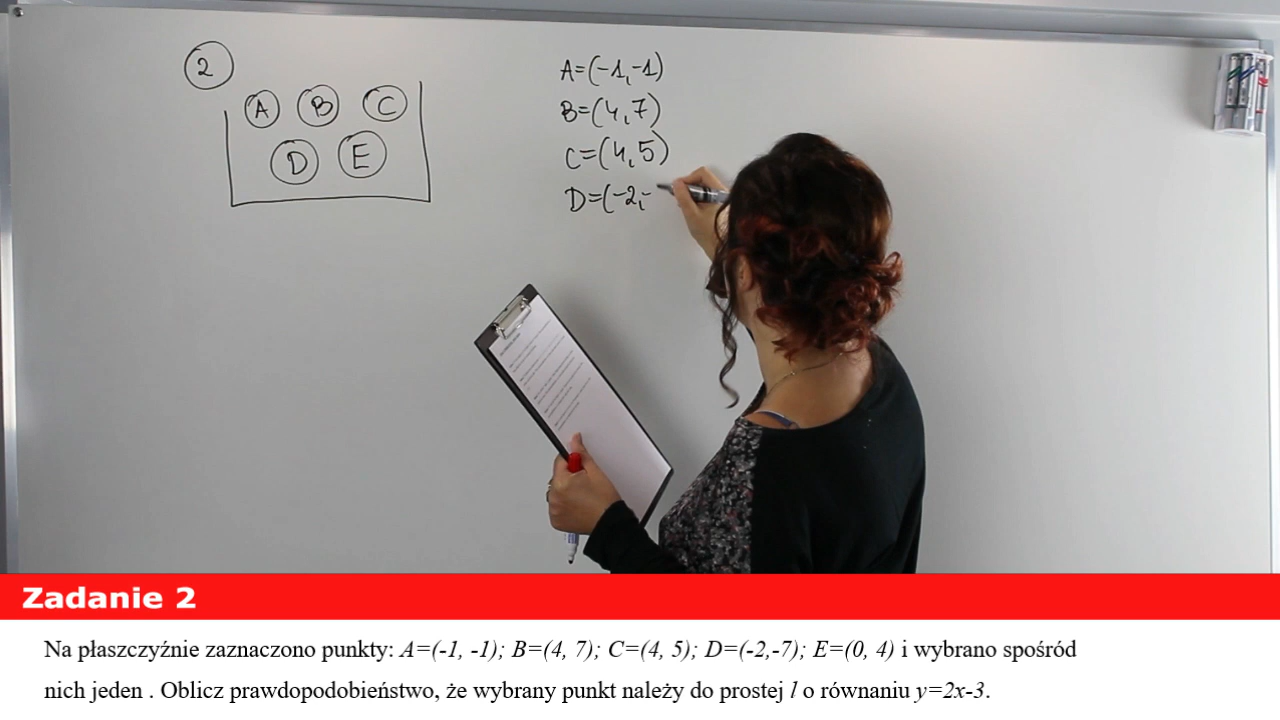 2
A B C
D E
A=(-1,-1)
B=(4,7)
C=(4,5)
D=(-2,-
Zadanie 2
Na płaszczyźnie zaznaczono punkty: A=(-1, -1); B=(4, 7); C=(4, 5); D=(-2,-7); E=(0, 4) i wybrano spośród
nich jeden . Oblicz prawdopodobieństwo, że wybrany punkt należy do prostej l o równaniu y=2x-3.